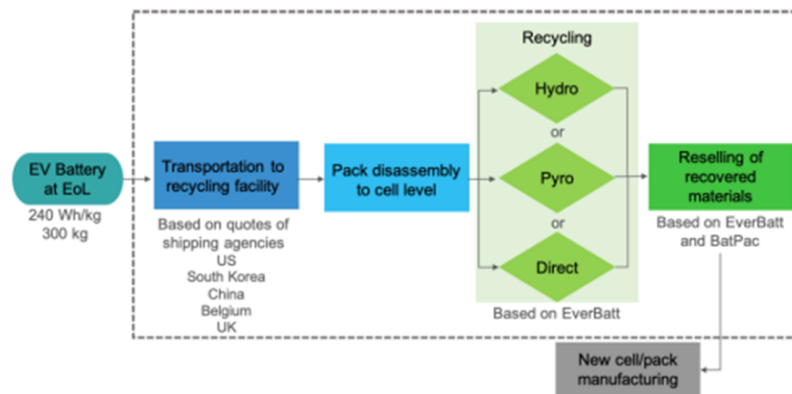 EV Battery
at EoL
240 Wh/kg
300 kg
Transportation to
recycling facility
Based on quotes of
shipping agencies
US
South Korea
China
Belgium
UK
Pack disassembly
to cell level
Recycling
Hydro
or
Pyro
or
Direct
Based on EverBatt
Reselling of
recovered
materials
Based on EverBatt
and BatPac
New cell/pack
manufacturing